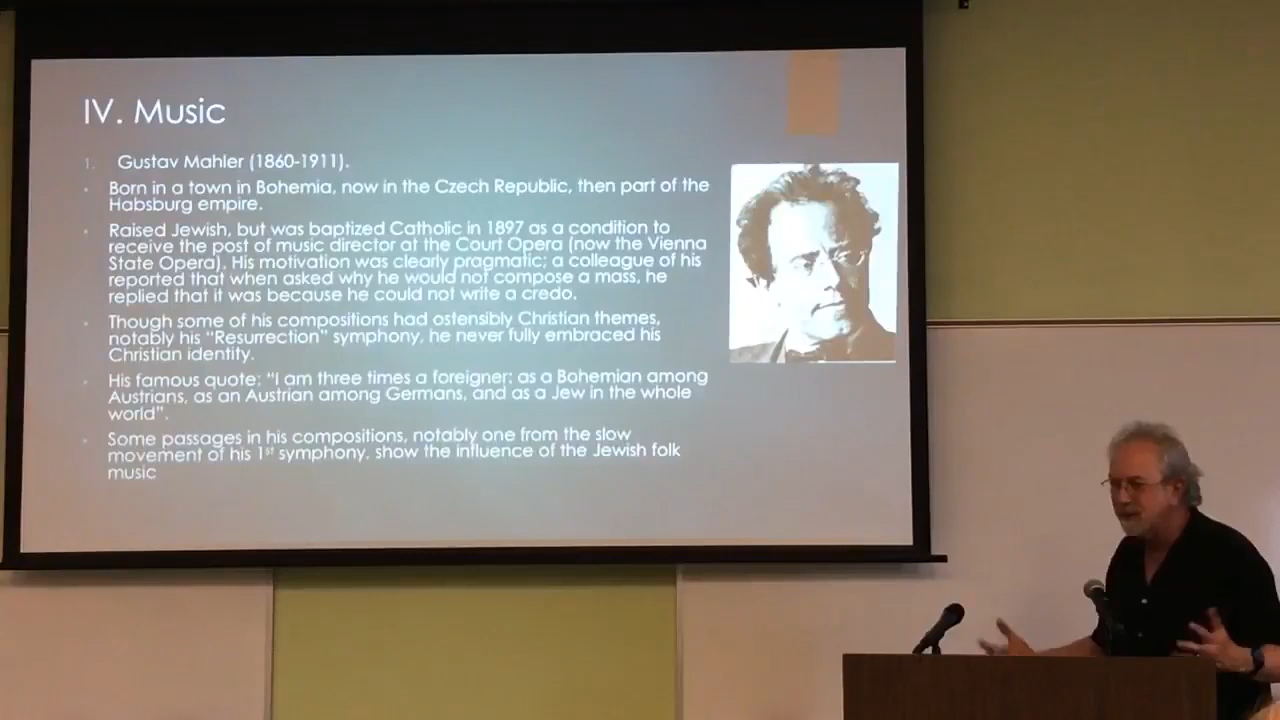 IV. Music
1. Gustav Mahler (1860-1911).
Born in a town in Bohemia, now in the Czech Republic, then part of the
Habsburg empire.
Raised Jewish, but was baptized Catholic in 1897 as a condition to
receive the post of music director at the Court Opera (now the Vienna
State Opera). His motivation was clearly pragmatic; a colleague of his
reported that when asked why he would not compose a mass, he
replied that it was because he could not write a credo.
Though some of his compositions had ostensibly Christian themes,
notably his "Resurrection" symphony, he never fully embraced his
Christian identity.
His famous quote: "I am three times a foreigner: as a Bohemian among
Austrians, as an Austrian among Germans, and as a Jew in the whole
world".
Some passages in his compositions, notably one from the slow
movement of his 1st symphony, show the influence of the Jewish folk
music